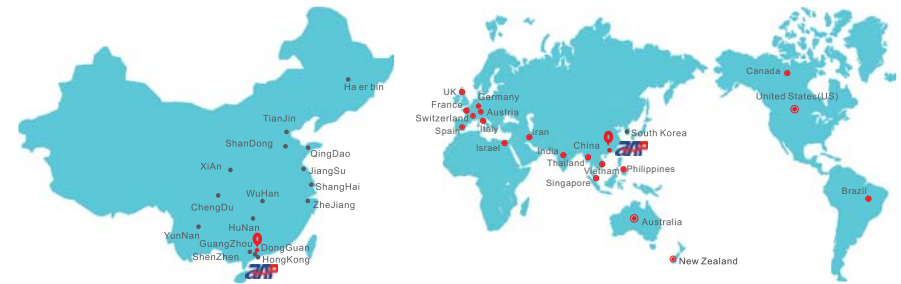 Ha er bin
TianJin
ShanDong
QingDao
XiAn
JiangSu
ShangHai
WuHan
ChengDu
ZheJiang
HuNan
YunNan
GuangZhou
DongGuan
ShenZhen
HongKong
UK
Germany
France
Austria
Switzerland
Spain
Italy
Iran
Israel
India
China
South Korea
Thailand
Vietnam
Philippines
Singapore
Australia
New Zealand
Canada
United States(US)
Brazil